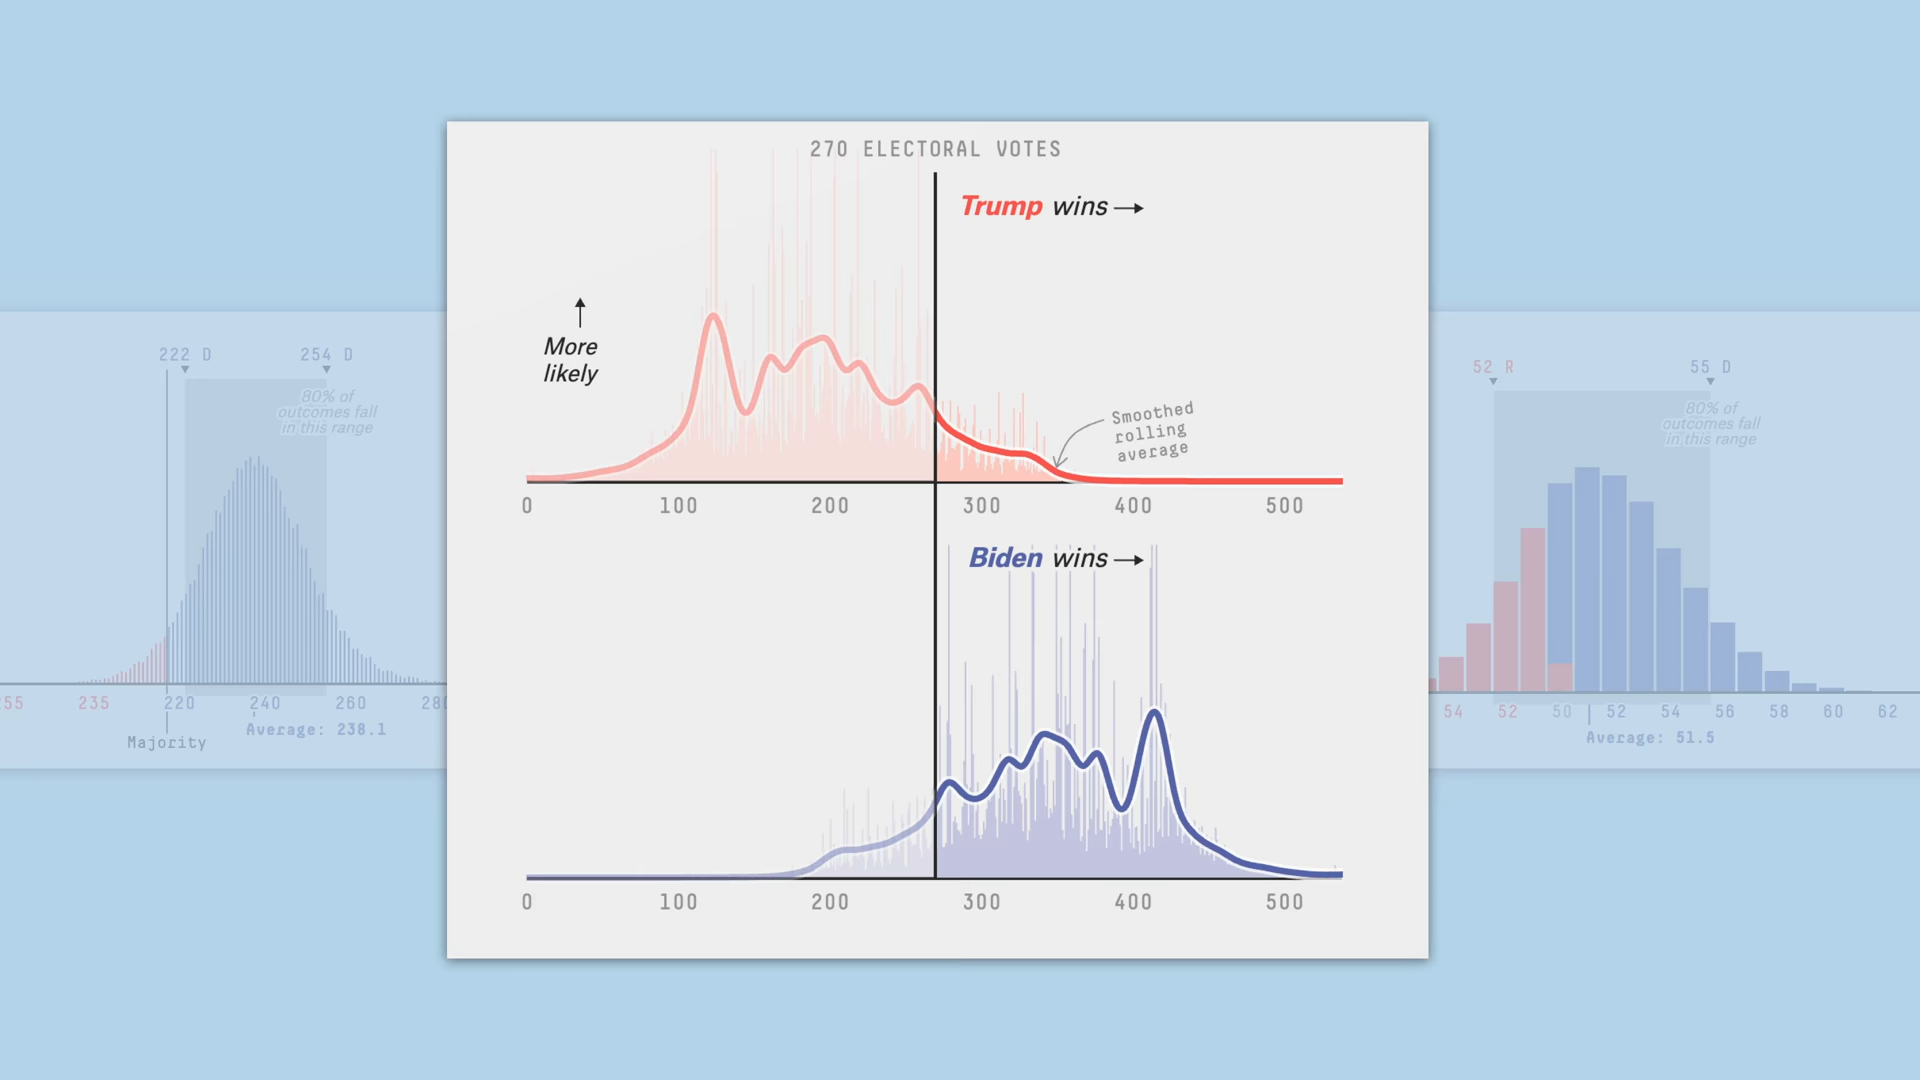 270 ELECTORAL VOTES
Trump wins
More
likely
Smoothed
rolling
average
0 100 200 300 400 500
Biden wins
0 100 200 300 400 500
222 D 254 D
80% of
outcomes fall
in this range
55 235 220 240 260 280
Average: 238.1
Majority
52 R 55 D
80% of
outcomes fall
in this range
54 52 50 52 54 56 58 60 62
Average: 51.5